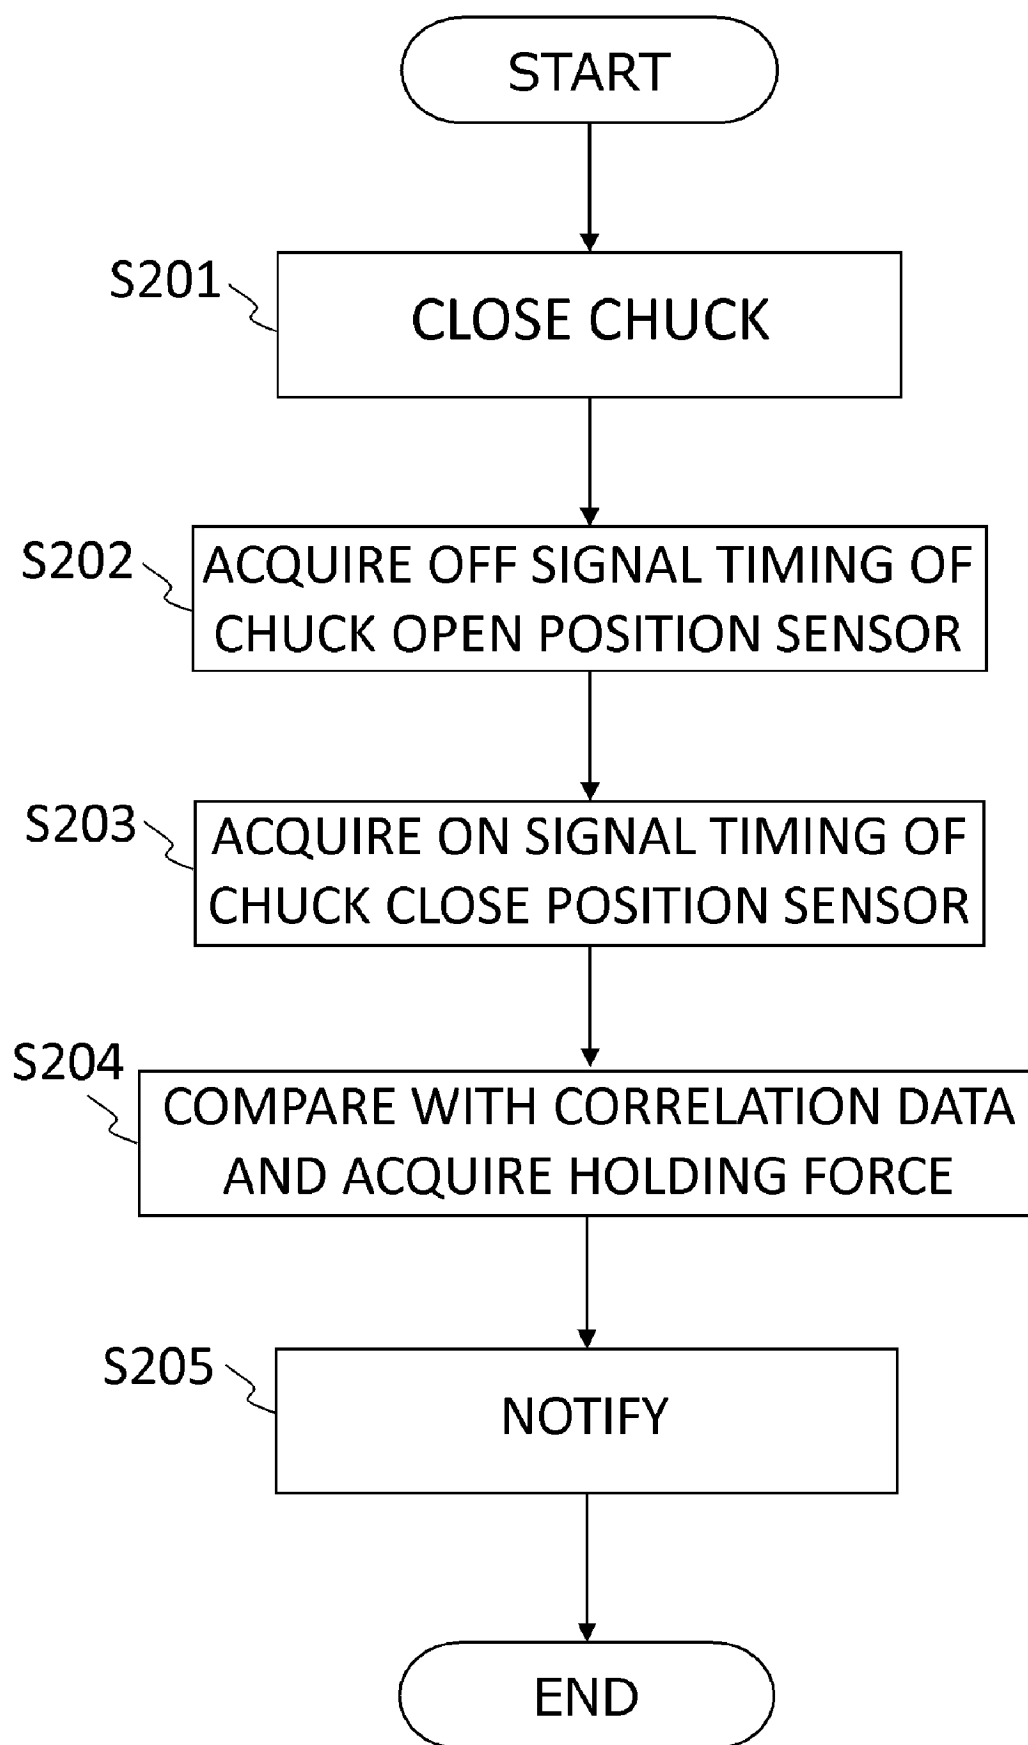 START
S201
CLOSE CHUCK
S202
ACQUIRE OFF SIGNAL TIMING OF
CHUCK OPEN POSITION SENSOR
S203
ACQUIRE ON SIGNAL TIMING OF
CHUCK CLOSE POSITION SENSOR
S204
COMPARE WITH CORRELATION DATA
AND ACQUIRE HOLDING FORCE
S205
NOTIFY
END